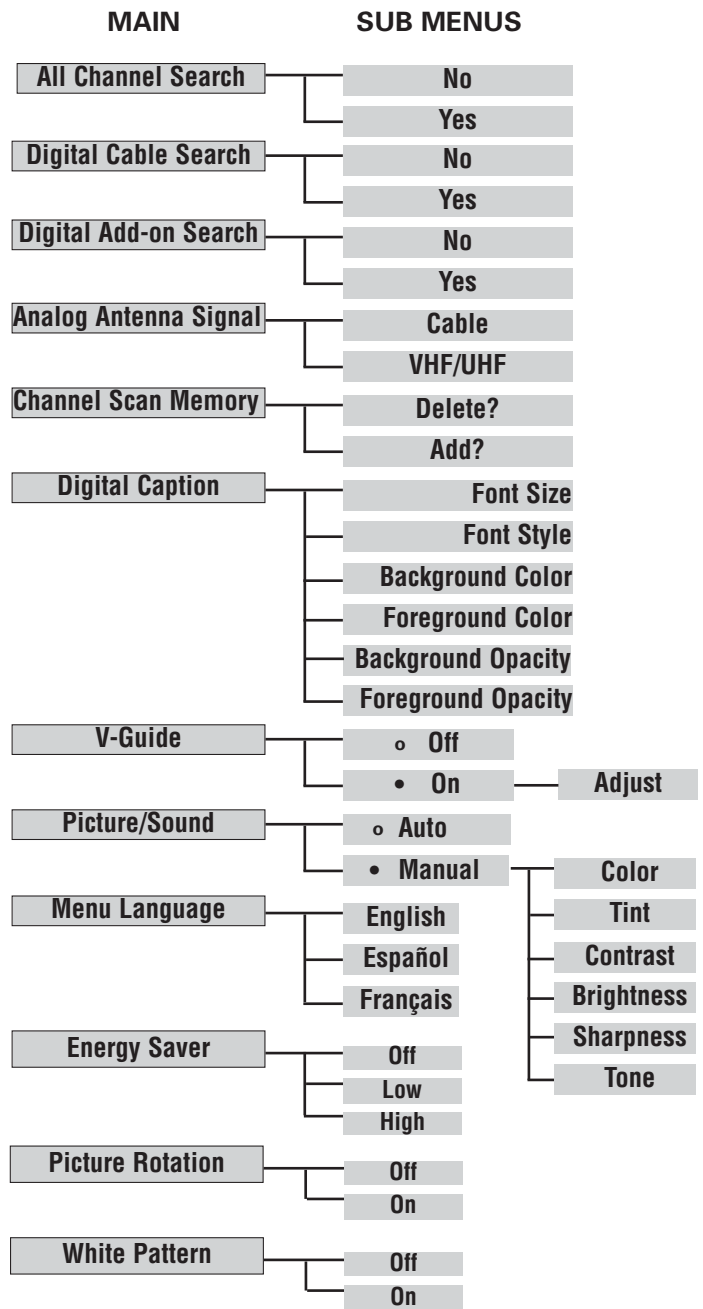 MAIN SUB MENUS
All Channel Search No
Yes
Digital Cable Search No
Yes
Digital Add-on Search No
Yes
Analog Antenna Signal Cable
VHF/UHF
Channel Scan Memory Delete?
Add?
Digital Caption Font Size
Font Style
Background Color
Foreground Color
Background Opacity
Foreground Opacity
V-Guide o Off
• On Adjust
Picture/Sound o Auto
• Manual Color
Menu Language English Tint
Español Contrast
Français Brightness
Energy Saver Off Sharpness
Low Tone
High
Picture Rotation Off
On
White Pattern Off
On